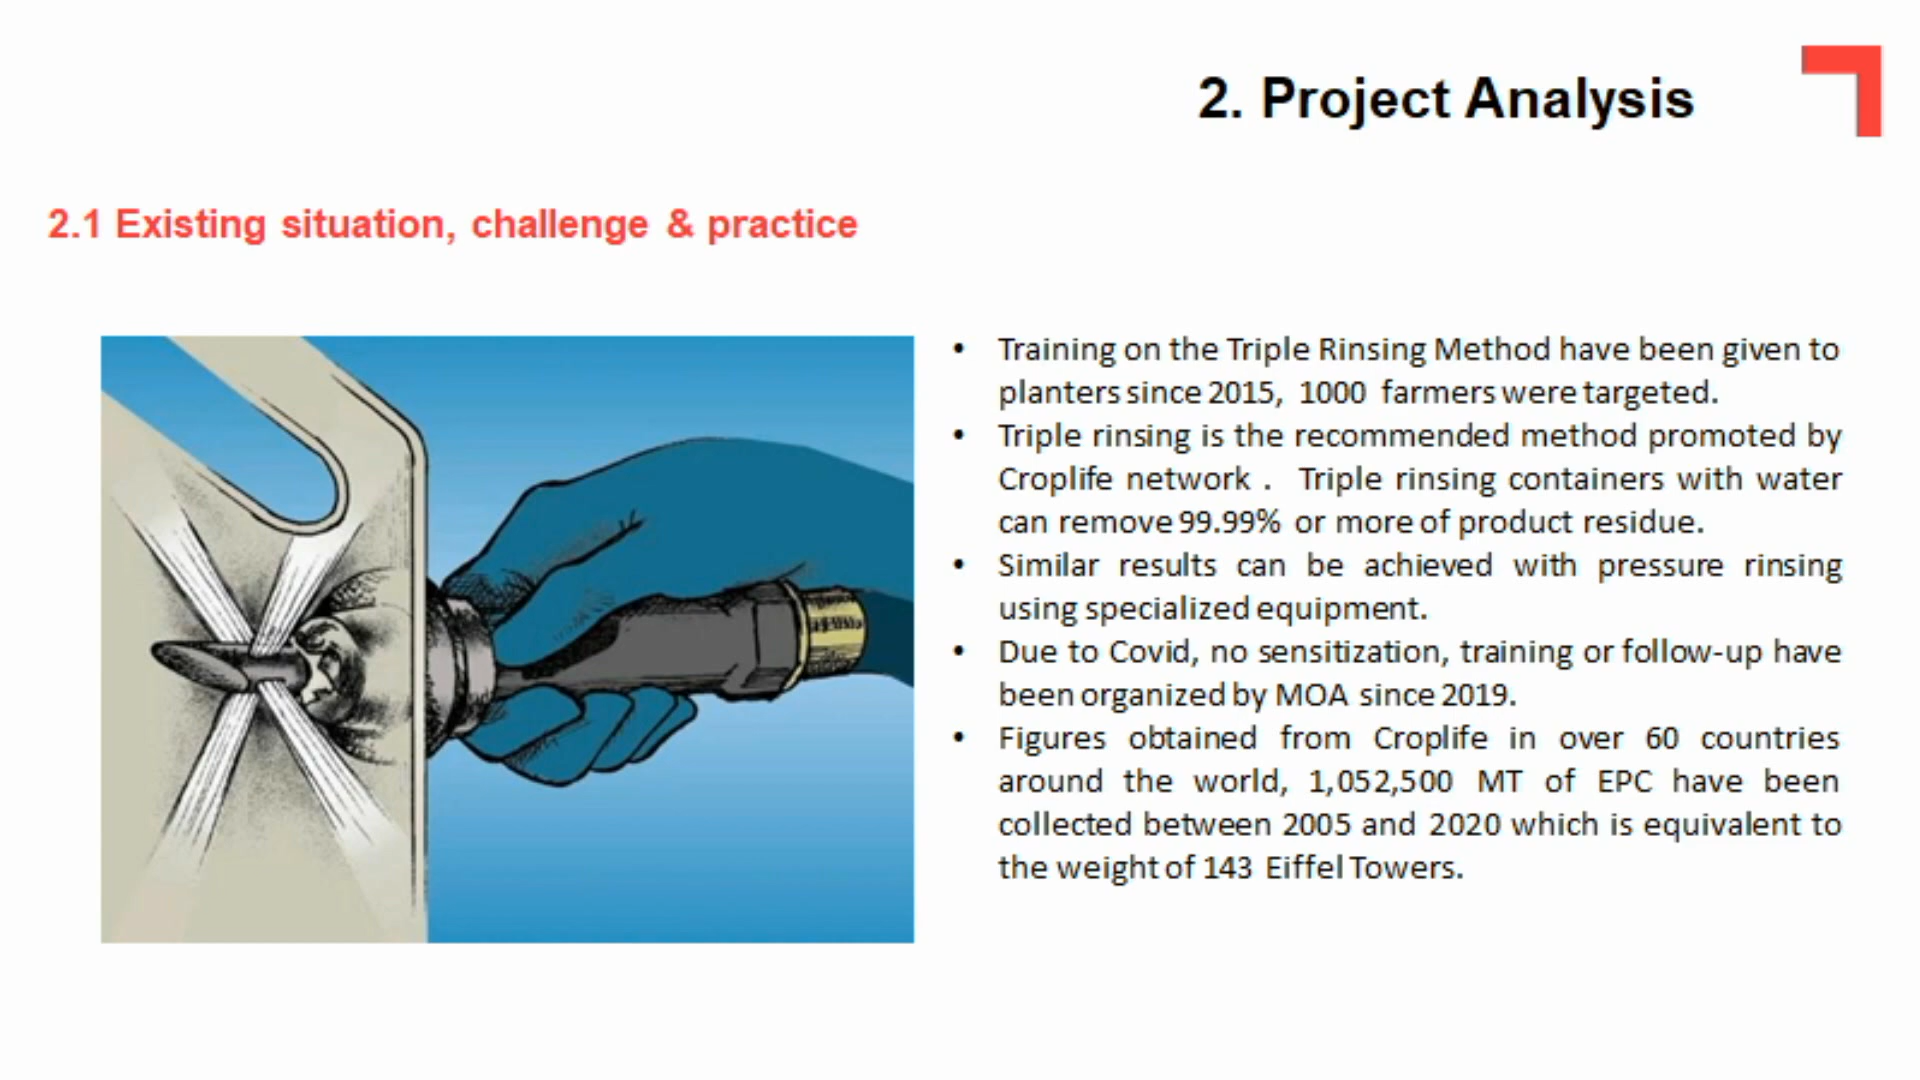 2. Project Analysis
2.1 Existing situation, challenge & practice
• Training on the Triple Rinsing Method have been given to
planters since 2015, 1000 farmers were targeted.
• Triple rinsing is the recommended method promoted by
Croplife network . Triple rinsing containers with water
can remove 99.99% or more of product residue.
• Similar results can be achieved with pressure rinsing
using specialized equipment.
• Due to Covid, no sensitization, training or follow-up have
been organized by MOA since 2019.
• Figures obtained from Croplife in over 60 countries
around the world, 1,052,500 MT of EPC have been
collected between 2005 and 2020 which is equivalent to
the weight of 143 Eiffel Towers.